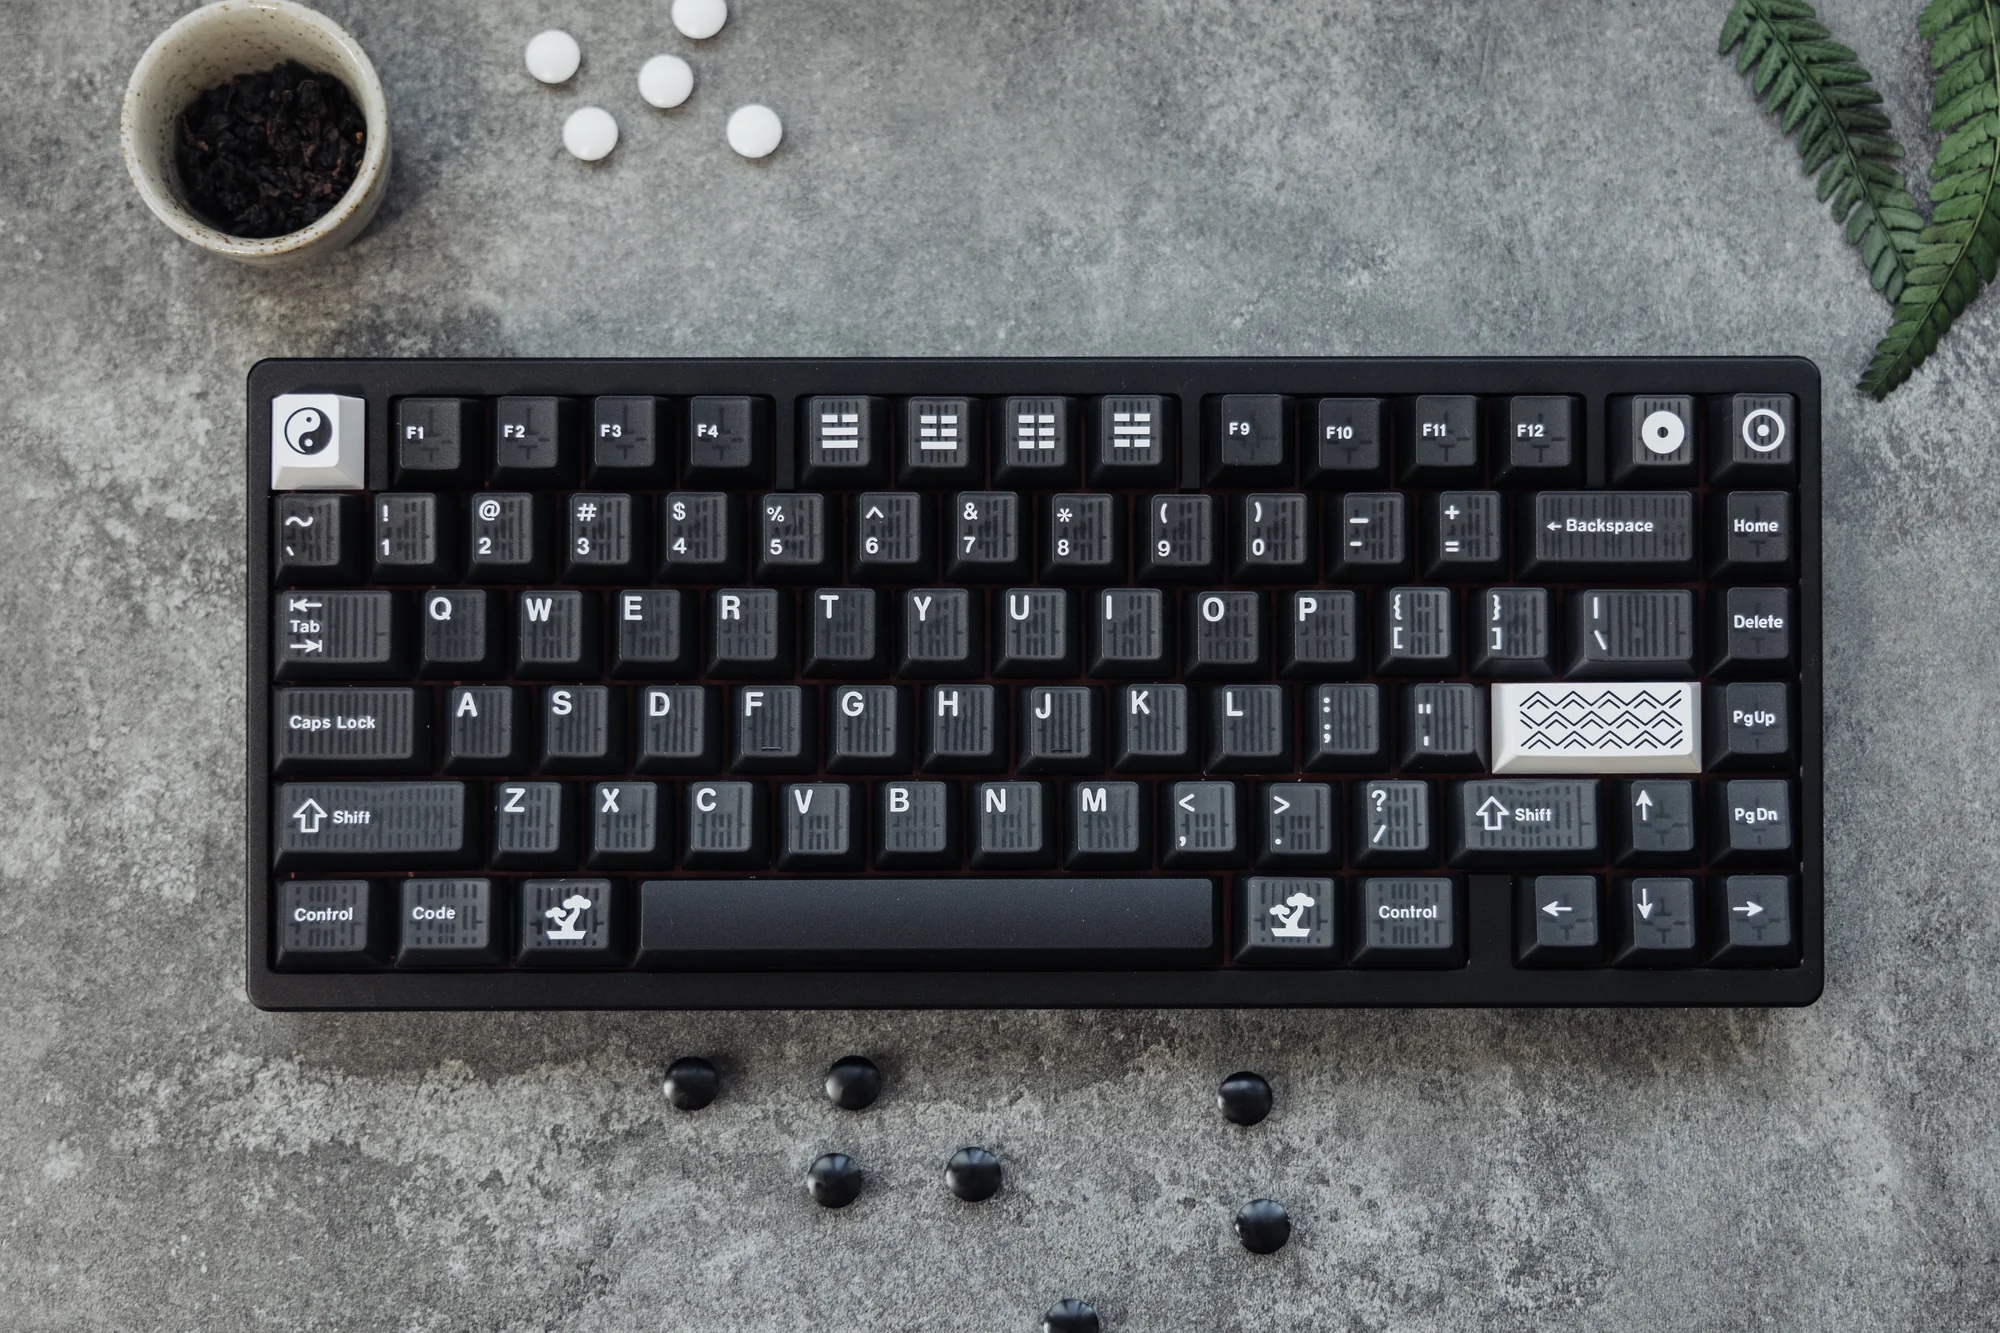 F1 F2 F3 F4 F9 F10 F11 F12
~ ! @ # $ % ^ & * ( ) _ +
` 1 2 3 4 5 6 7 8 9 0 - = ← Backspace Home
Tab Q W E R T Y U I O P { } | Delete
[ ] \
Caps Lock A S D F G H J K L : " PgUp
; '
Shift Z X C V B N M < > ? Shift ↑ PgDn
, . /
Control Code Control ← ↓ →